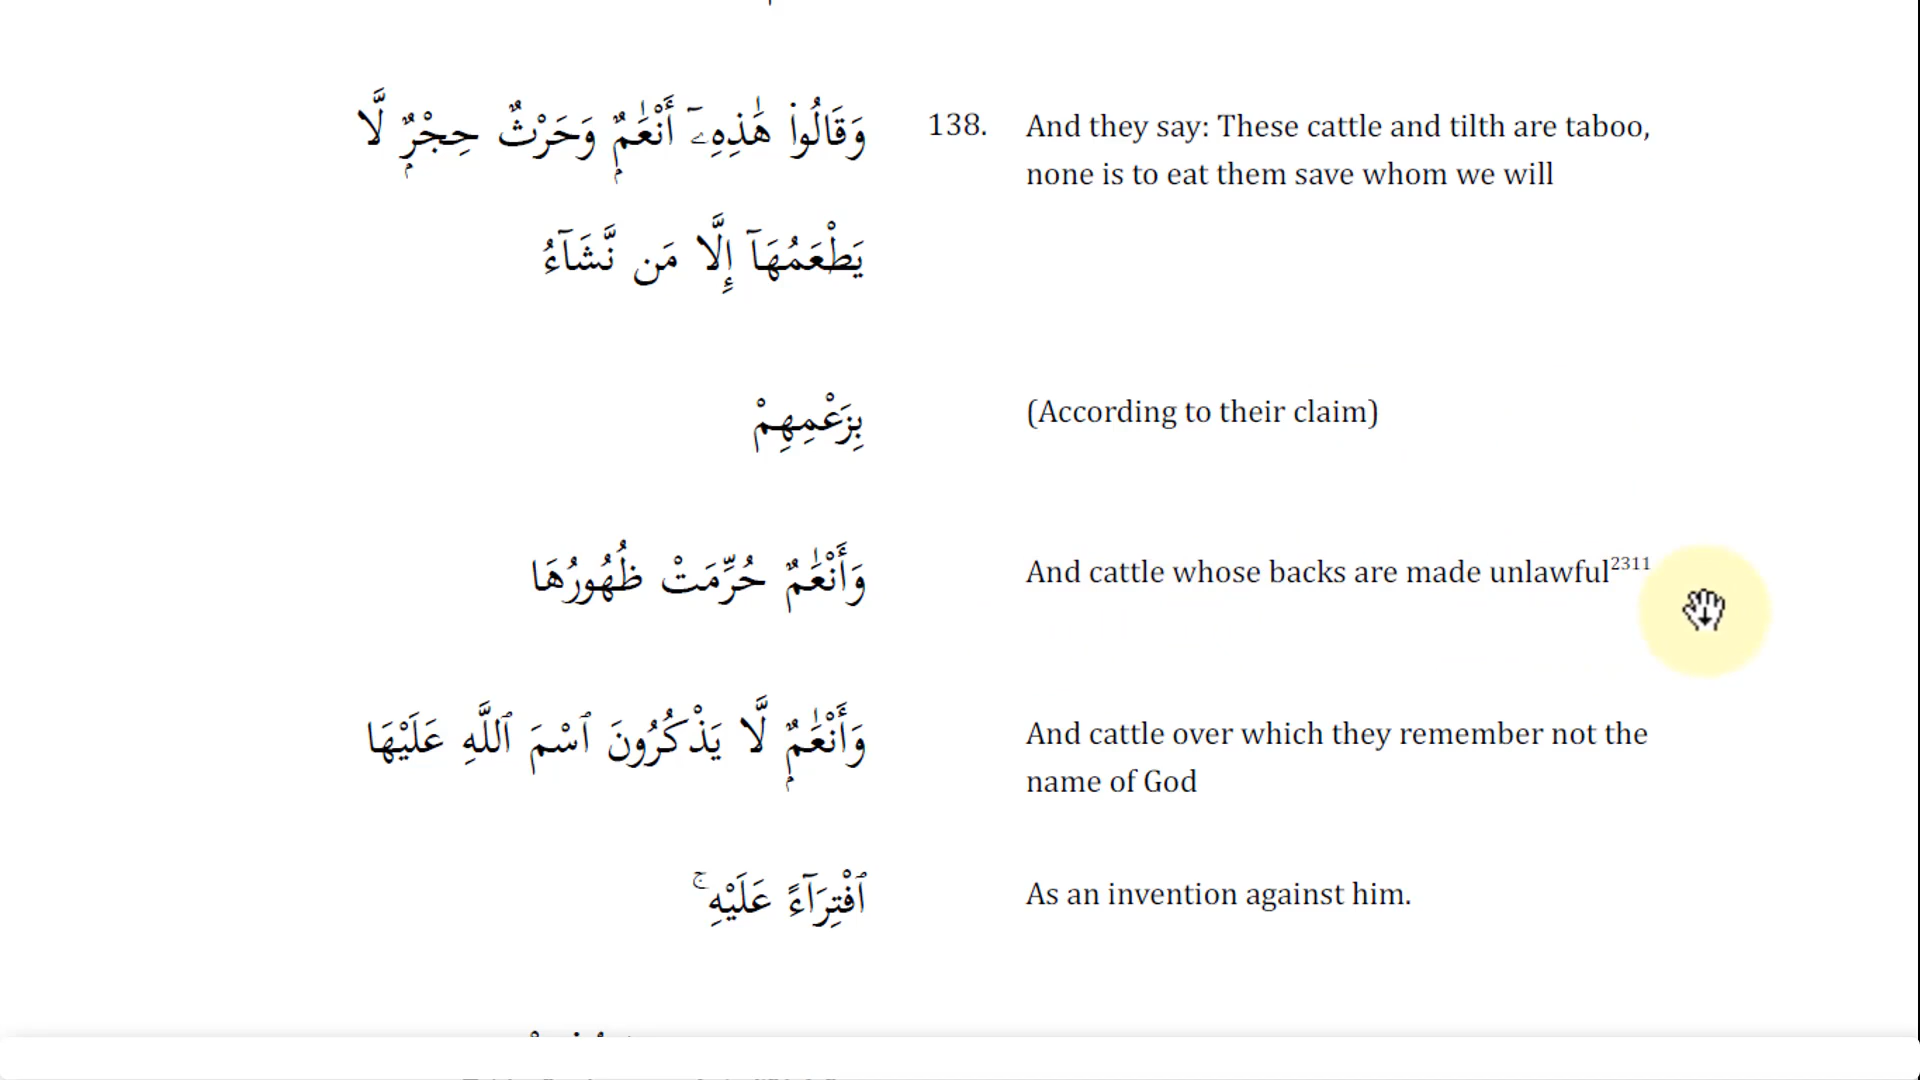 وَقَالُوا۟ هَٰذِهِۦٓ أَنْعَٰمٌۭ وَحَرْثٌ حِجْرٌۭ لَّا
138. And they say: These cattle and tilth are taboo,
none is to eat them save whom we will
يَطْعَمُهَآ إِلَّا مَن نَّشَآءُ
بِزَعْمِهِمْ
(According to their claim)
وَأَنْعَٰمٌ حُرِّمَتْ ظُهُورُهَا
And cattle whose backs are made unlawful2311
وَأَنْعَٰمٌۭ لَّا يَذْكُرُونَ ٱسْمَ ٱللَّهِ عَلَيْهَا
And cattle over which they remember not the
name of God
ٱفْتِرَآءً عَلَيْهِ ۚ
As an invention against him.